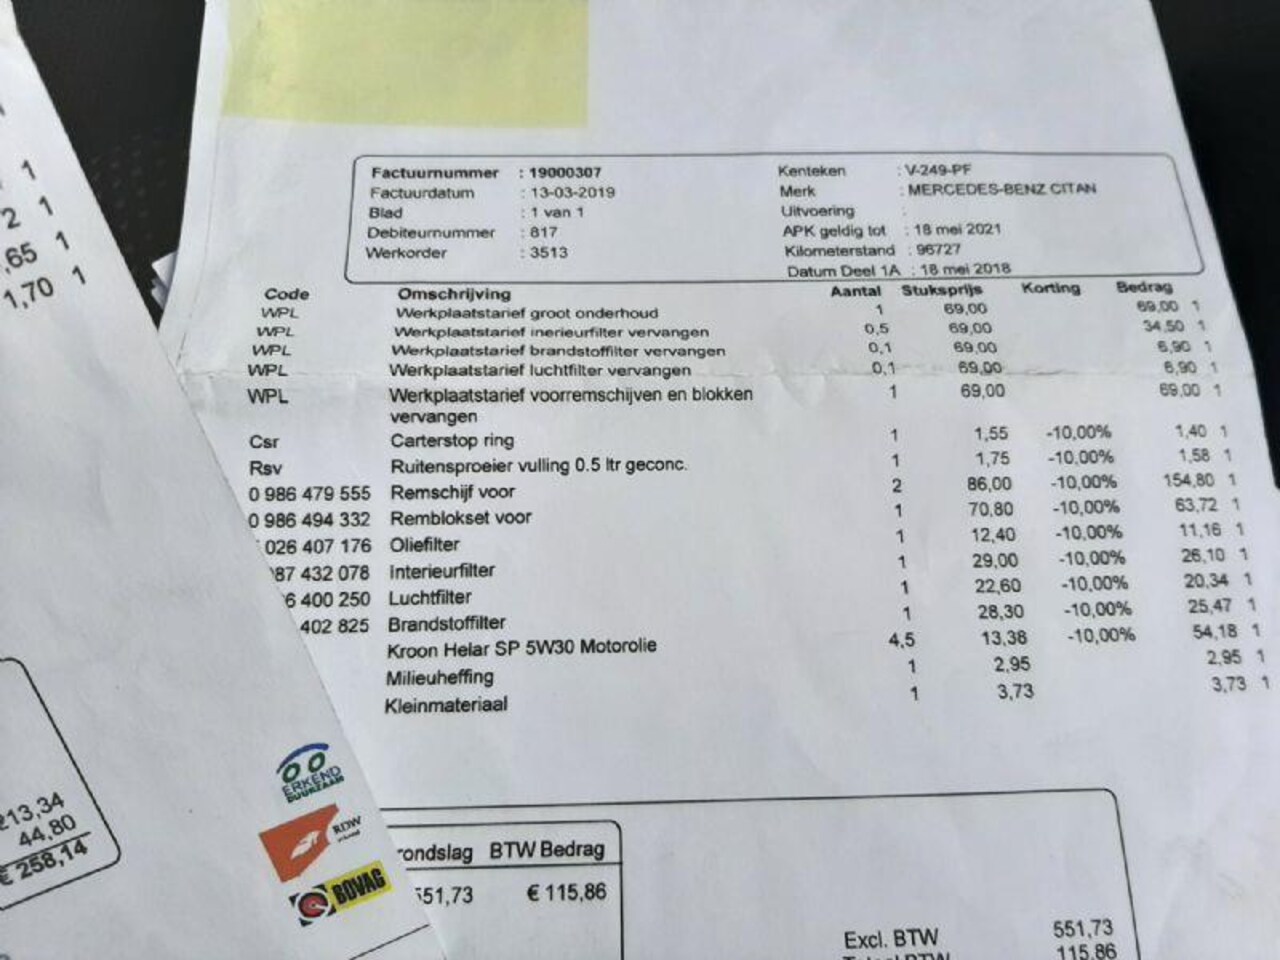 Factuurnummer : 19000307
Factuurdatum : 13-03-2019
Blad : 1 van 1
Debiteurnummer : 817
Werkorder : 3513
Kenteken : V-249-PF
Merk : MERCEDES-BENZ CITAN
Uitvoering :
APK geldig tot : 18 mei 2021
Kilometerstand : 96727
Datum Deel 1A : 18 mei 2018
Code Omschrijving Aantal Stuksprijs Korting Bedrag
WPL Werkplaatstarief groot onderhoud 1 69,00 69,00 1
WPL Werkplaatstarief inerieurfilter vervangen 0,5 69,00 34,50 1
WPL Werkplaatstarief brandstoffilter vervangen 0,1 69,00 6,90 1
WPL Werkplaatstarief luchtfilter vervangen 0,1 69,00 6,90 1
WPL Werkplaatstarief voorremschijven en blokken 1 69,00 69,00 1
vervangen
Csr Carterstop ring 1 1,55 -10,00% 1,40 1
Rsv Ruitensproeier vulling 0.5 ltr geconc. 1 1,75 -10,00% 1,58 1
0 986 479 555 Remschijf voor 2 86,00 -10,00% 154,80 1
0 986 494 332 Remblokset voor 1 70,80 -10,00% 63,72 1
026 407 176 Oliefilter 1 12,40 -10,00% 11,16 1
87 432 078 Interieurfilter 1 29,00 -10,00% 26,10 1
6 400 250 Luchtfilter 1 22,60 -10,00% 20,34 1
402 825 Brandstoffilter 1 28,30 -10,00% 25,47 1
Kroon Helar SP 5W30 Motorolie 4,5 13,38 -10,00% 54,18 1
Milieuheffing 1 2,95 2,95 1
Kleinmateriaal 1 3,73 3,73 1
rondslag BTW Bedrag
551,73 € 115,86
Excl. BTW 551,73
Totaal BTW 115,86
1
2 1
,65 1
1,70 1
213,34
44,80
€ 258,14
ERKEND
DUURZAAM
RDW
BOVAG